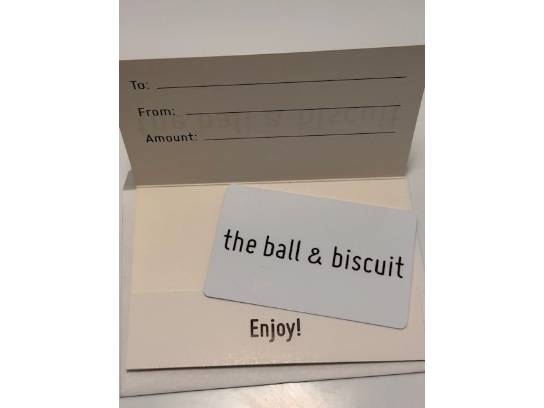 To:
From:
Amount:
the ball & biscuit
Enjoy!